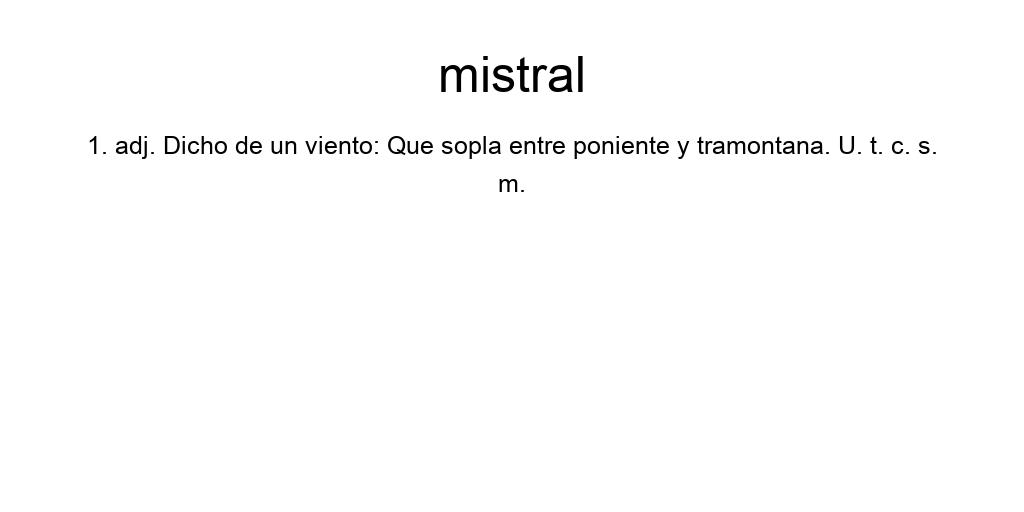 mistral
1. adj. Dicho de un viento: Que sopla entre poniente y tramontana. U. t. c. s.
m.